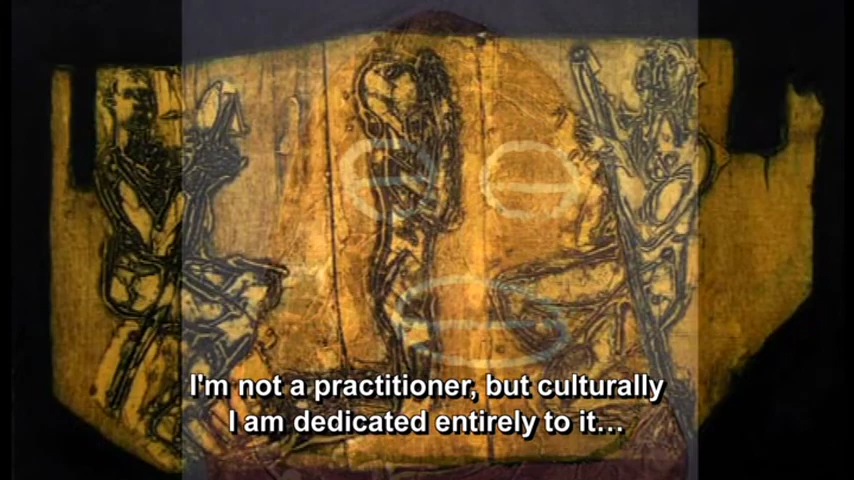 I'm not a practitioner, but culturally
I am dedicated entirely to it…